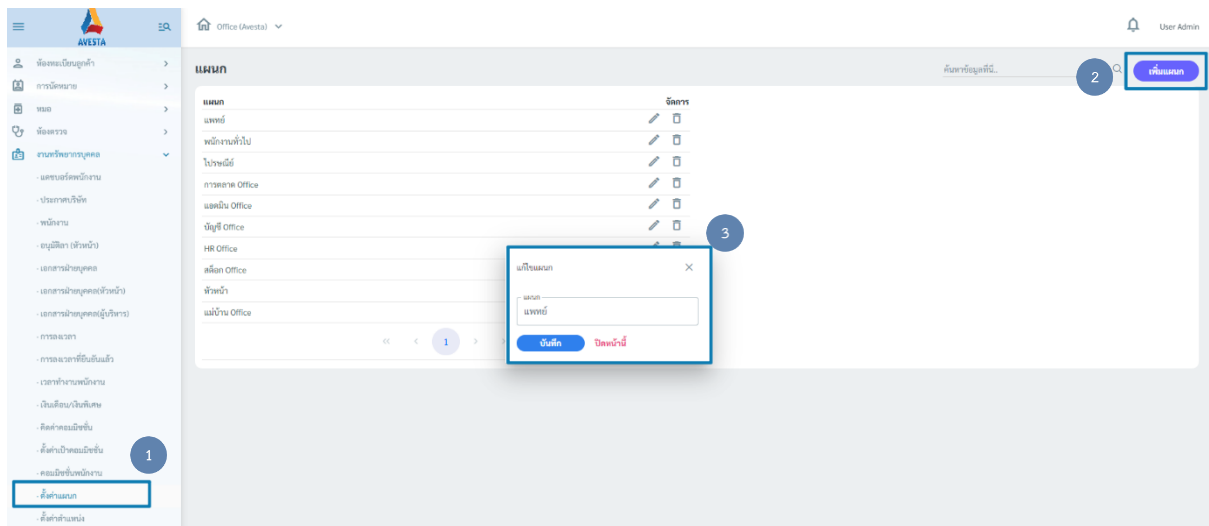 AVESTA
Office (Avesta)
User Admin
ห้องทะเบียนลูกค้า
การนัดหมาย
หมอ
ห้องตรวจ
งานทรัพยากรบุคคล
- แดชบอร์ดพนักงาน
- ประกาศบริษัท
- พนักงาน
- อนุมัติลา (หัวหน้า)
- เอกสารฝ่ายบุคคล
- เอกสารฝ่ายบุคคล(หัวหน้า)
- เอกสารฝ่ายบุคคล(ผู้บริหาร)
- การลงเวลา
- การลงเวลาที่ยืนยันแล้ว
- เวลาทำงานพนักงาน
- เงินเดือน/เงินพิเศษ
- คิดค่าคอมมิชชั่น
- ตั้งค่าเป้าคอมมิชชั่น
- คอมมิชชั่นพนักงาน
- ตั้งค่าแผนก
- ตั้งค่าตำแหน่ง
1
แผนก
ค้นหาข้อมูลที่นี่...
2
เพิ่มแผนก
แผนก จัดการ
แพทย์
พนักงานทั่วไป
ไปรษณีย์
การตลาด Office
แอดมิน Office
บัญชี Office
HR Office
สต็อก Office
หัวหน้า
แม่บ้าน Office
1
3
แก้ไขแผนก
แผนก
แพทย์
บันทึก ปิดหน้านี้